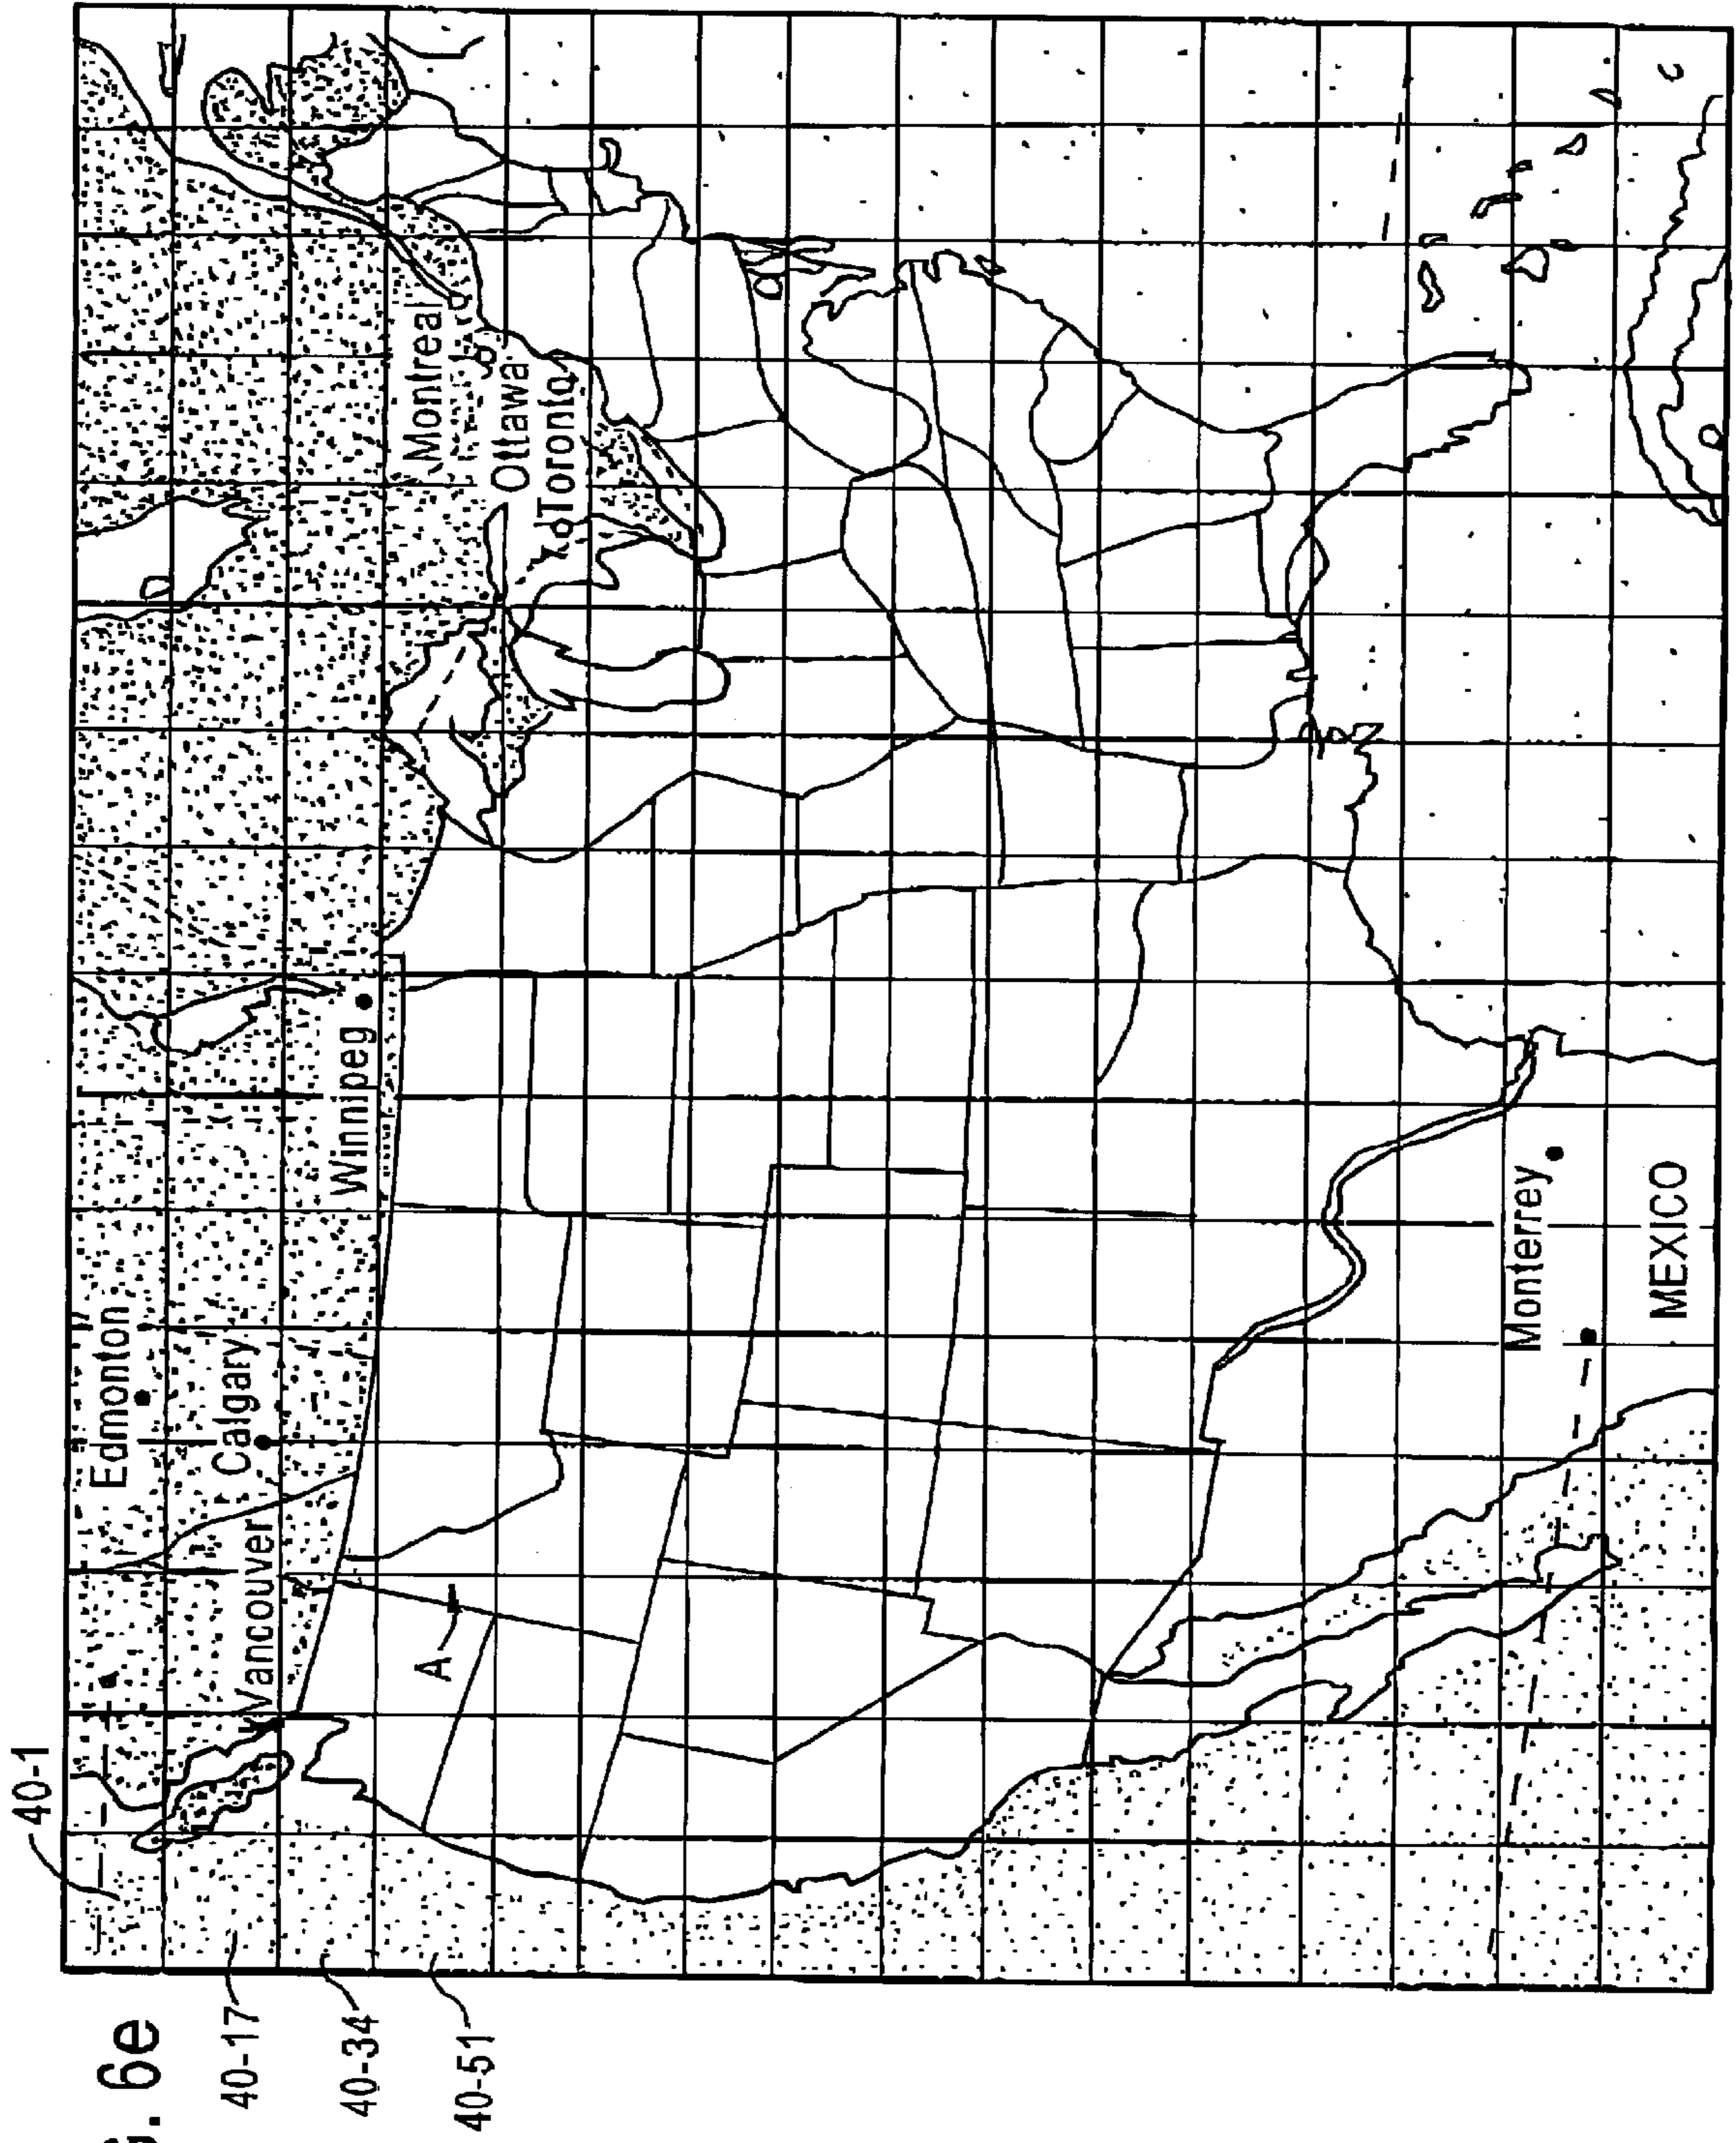 40-1
40-17
40-34
40-51
Edmonton
Calgary
Vancouver
Winnipeg
Montreal
Ottawa
Toronto
A
Monterrey
MEXICO
G. 6e